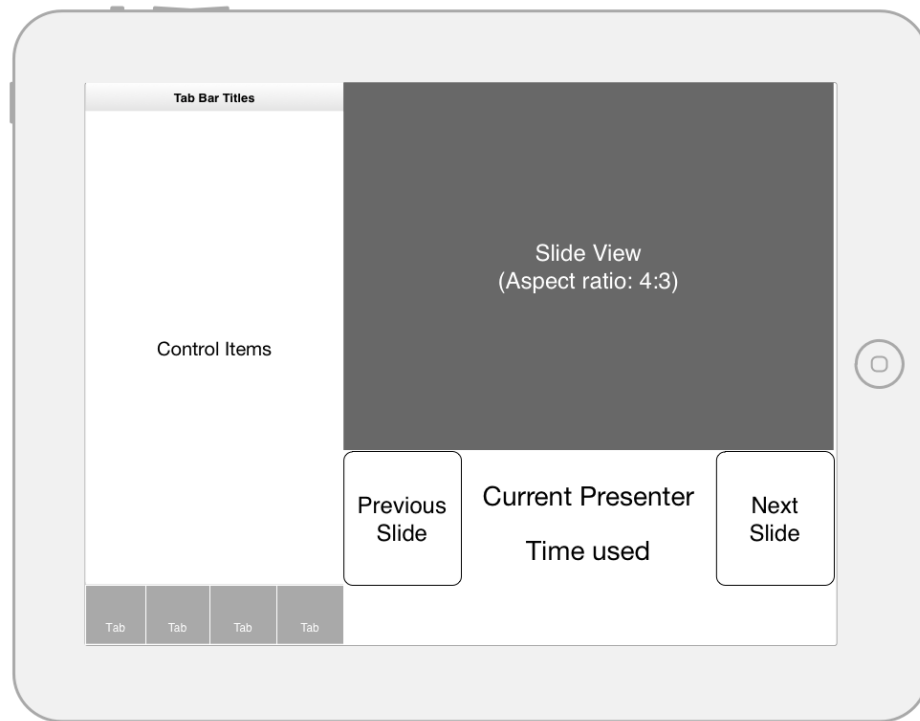 Tab Bar Titles
Slide View
(Aspect ratio: 4:3)
Control Items
Previous
Slide
Current Presenter
Time used
Next
Slide
Tab
Tab
Tab
Tab